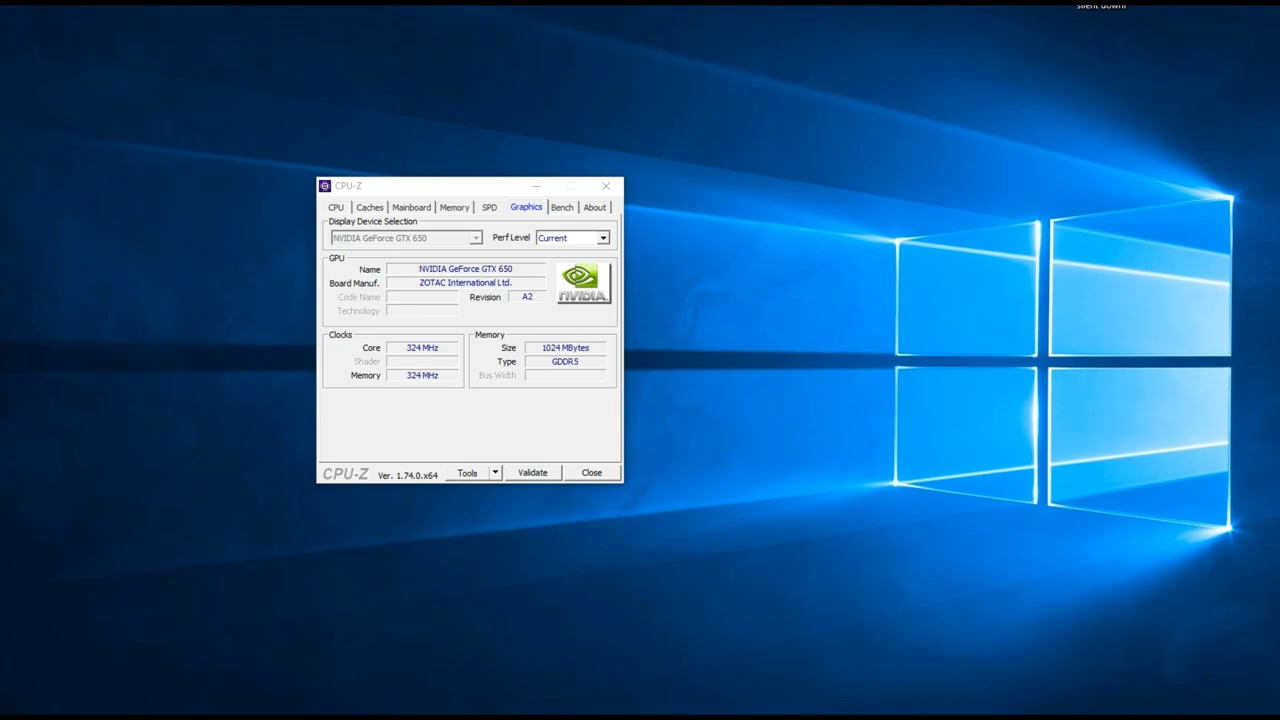 CPU-Z
CPU Caches Mainboard Memory SPD Graphics Bench About
Display Device Selection
NVIDIA GeForce GTX 650 Perf Level Current
GPU
Name NVIDIA GeForce GTX 650
Board Manuf. ZOTAC International Ltd.
Code Name Revision A2
Technology
NVIDIA.
Clocks
Core 324 MHz
Shader
Memory 324 MHz
Memory
Size 1024 MBytes
Type GDDR5
Bus Width
CPU-Z Ver. 1.74.0.x64 Tools Validate Close